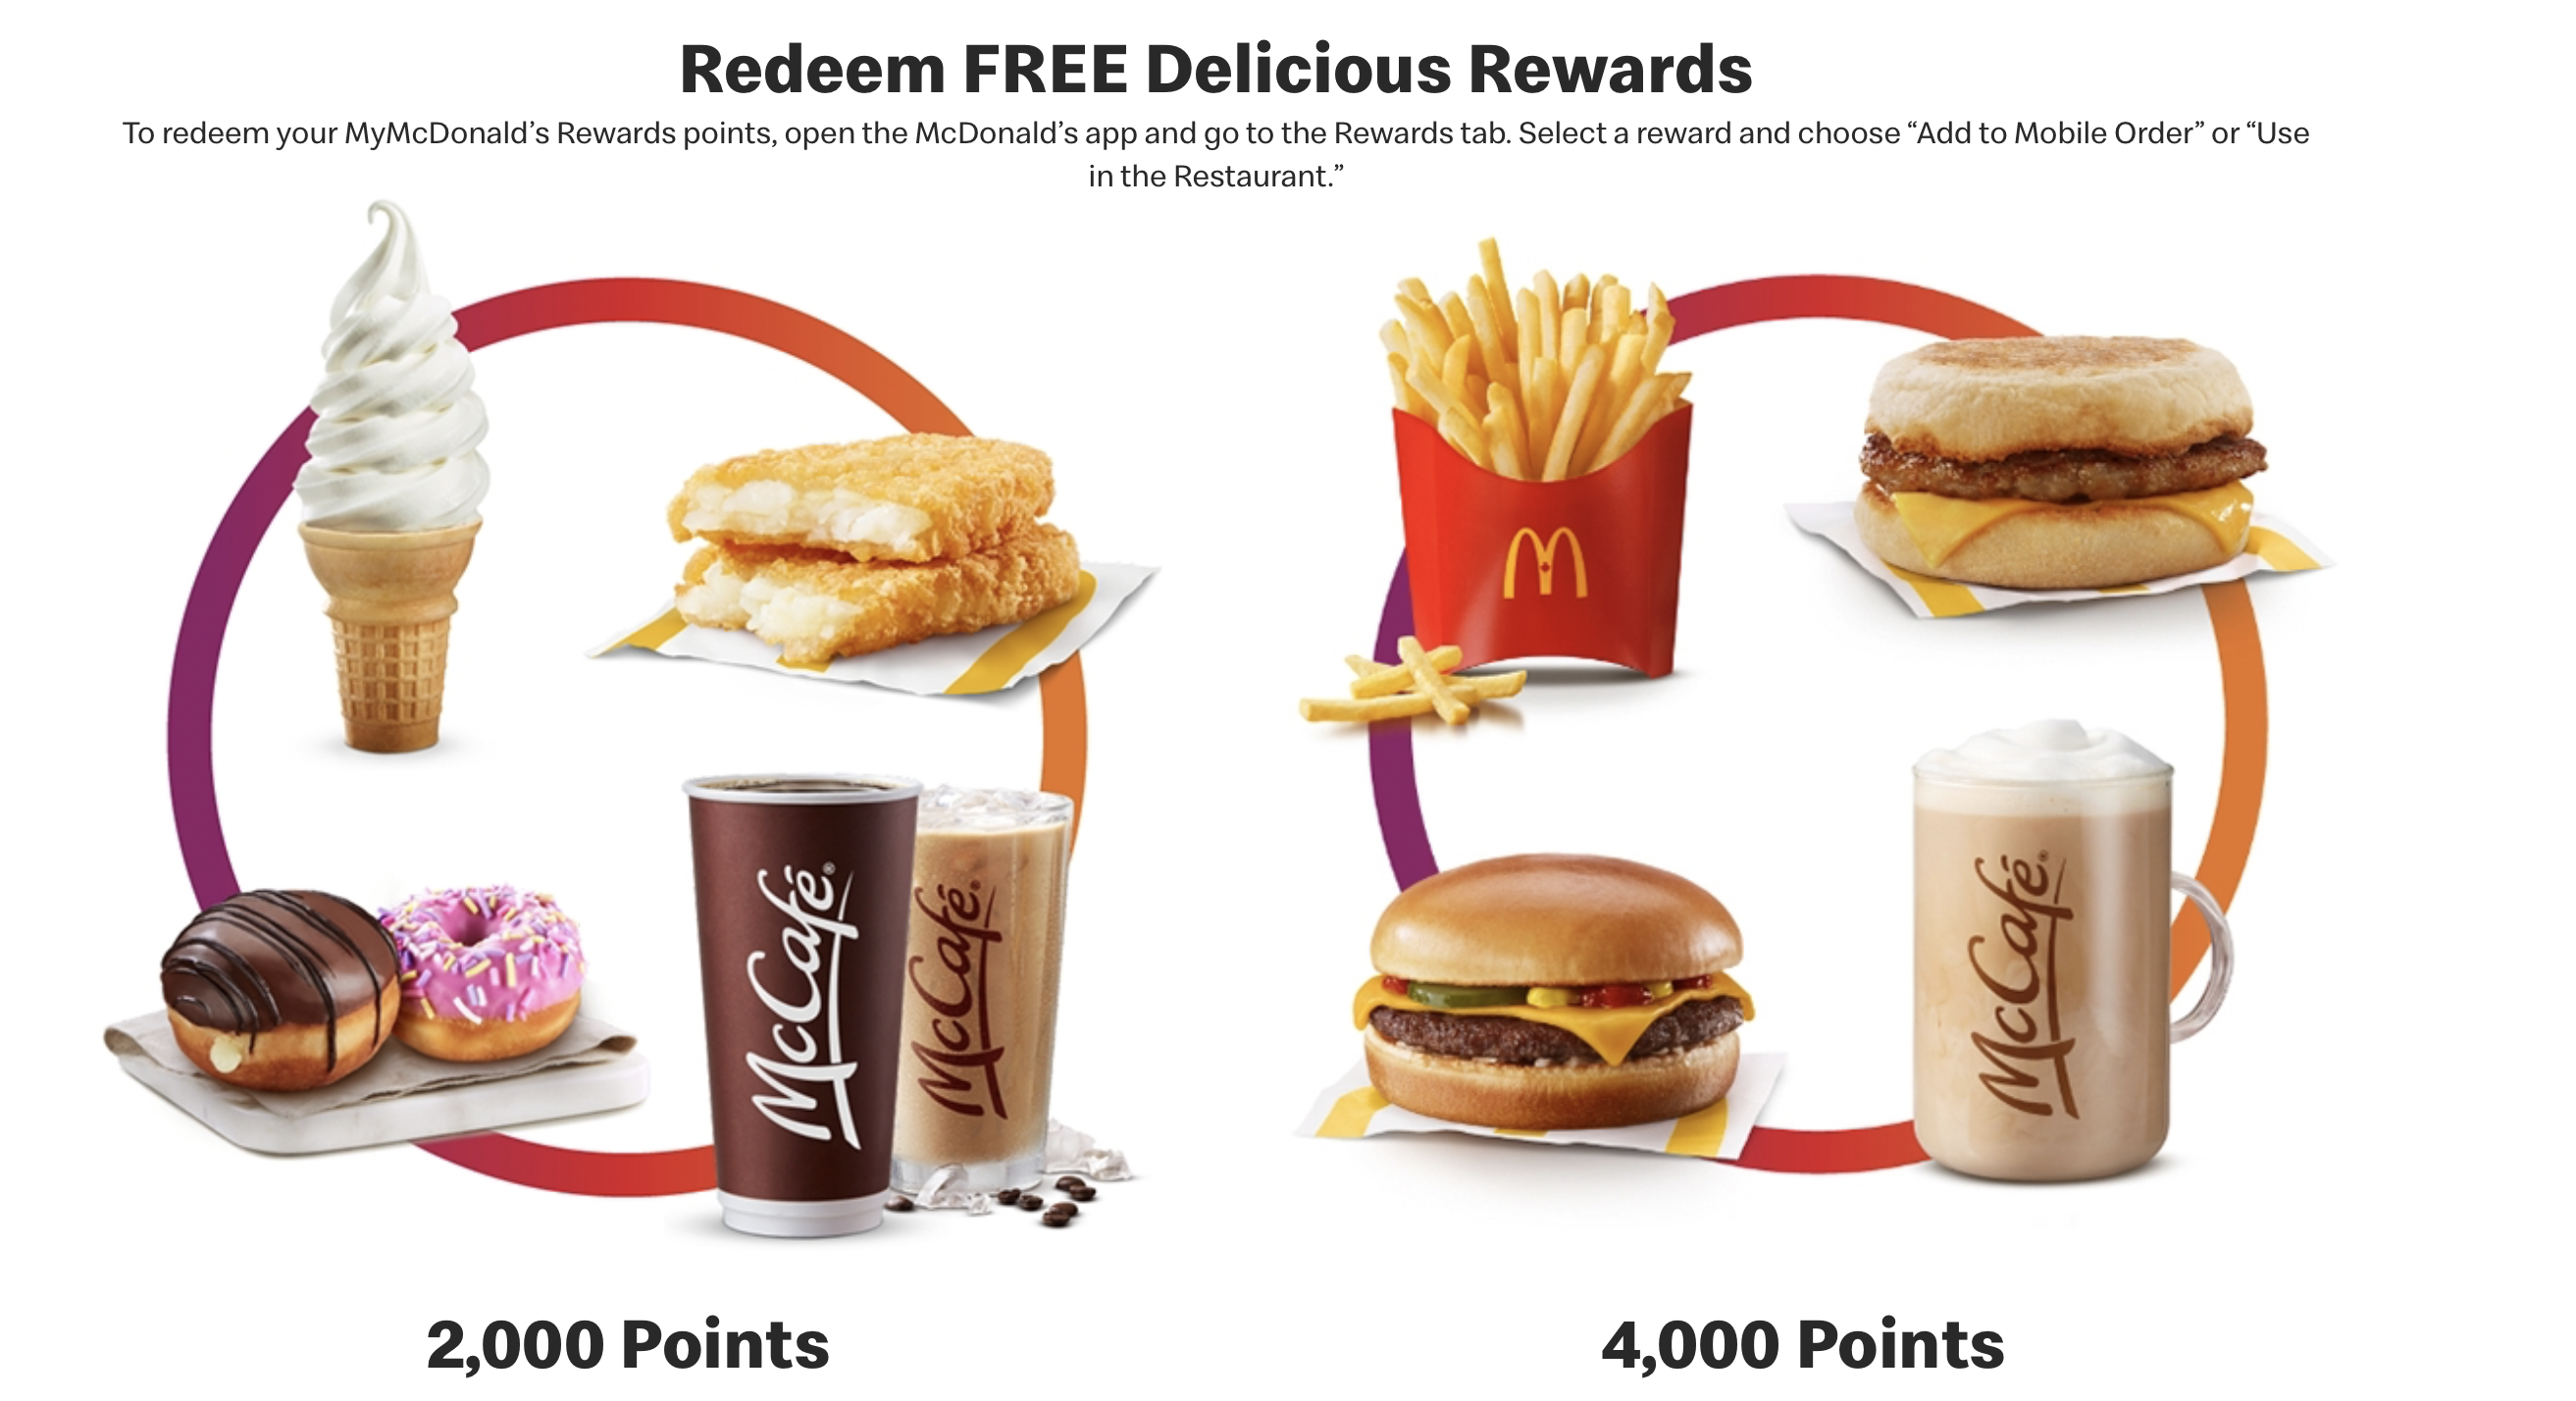 Redeem FREE Delicious Rewards
To redeem your MyMcDonald’s Rewards points, open the McDonald’s app and go to the Rewards tab. Select a reward and choose “Add to Mobile Order” or “Use
in the Restaurant.”
McCafé®
McCafé®
McCafé®
2,000 Points
4,000 Points